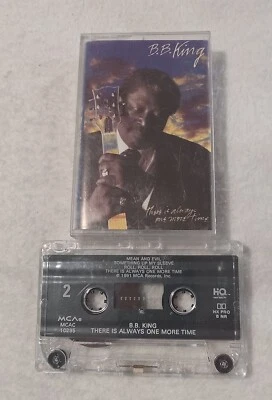 B.B. King
There is always
one more time
MEAN AND EVIL
SOMETHING UP MY SLEEVE
ROLL, ROLL, ROLL
THERE IS ALWAYS ONE MORE TIME
© 1991 MCA Records, Inc.
2
HQ
MCA
MCAC
10295
HX PRO
B NR
B.B. KING
THERE IS ALWAYS ONE MORE TIME